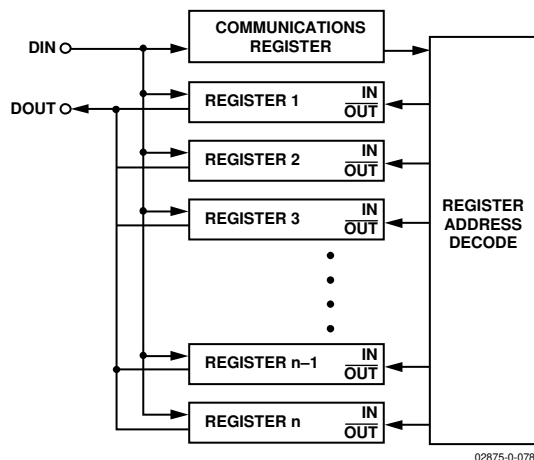 COMMUNICATIONS
REGISTER
DIN
DOUT
REGISTER 1
IN
OUT
REGISTER 2
IN
OUT
REGISTER 3
IN
OUT
REGISTER
ADDRESS
DECODE
REGISTER n–1
IN
OUT
REGISTER n
IN
OUT
02875-0-078